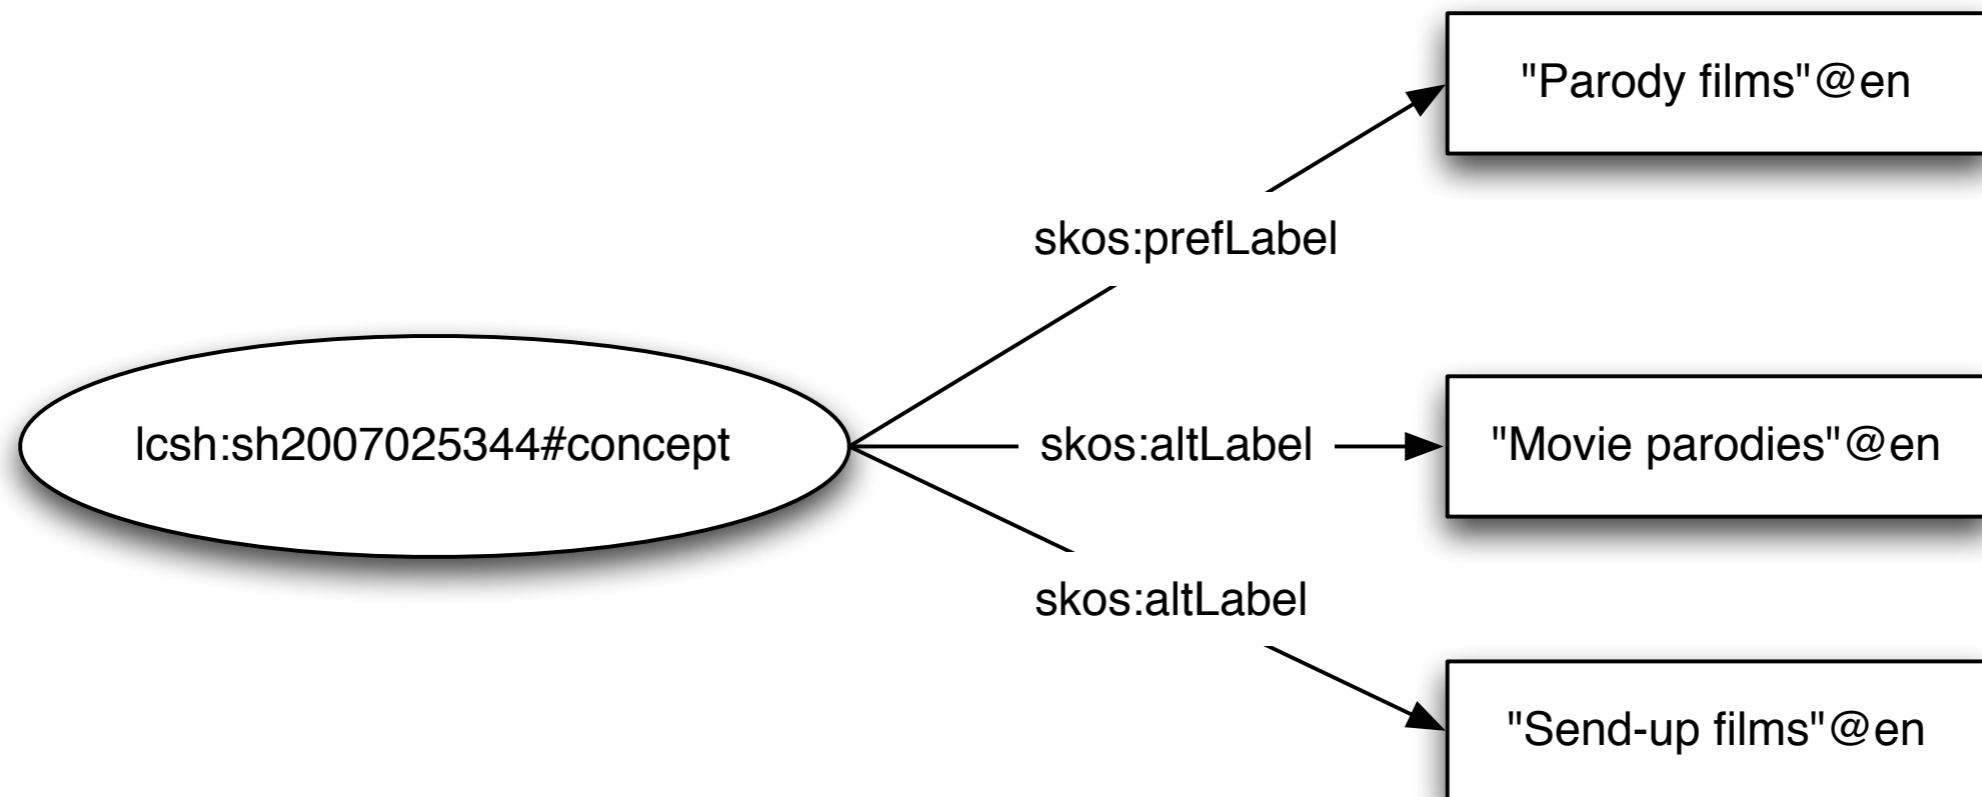 "Parody films"@en
skos:prefLabel
lcsh:sh2007025344#concept
skos:altLabel
"Movie parodies"@en
skos:altLabel
"Send-up films"@en